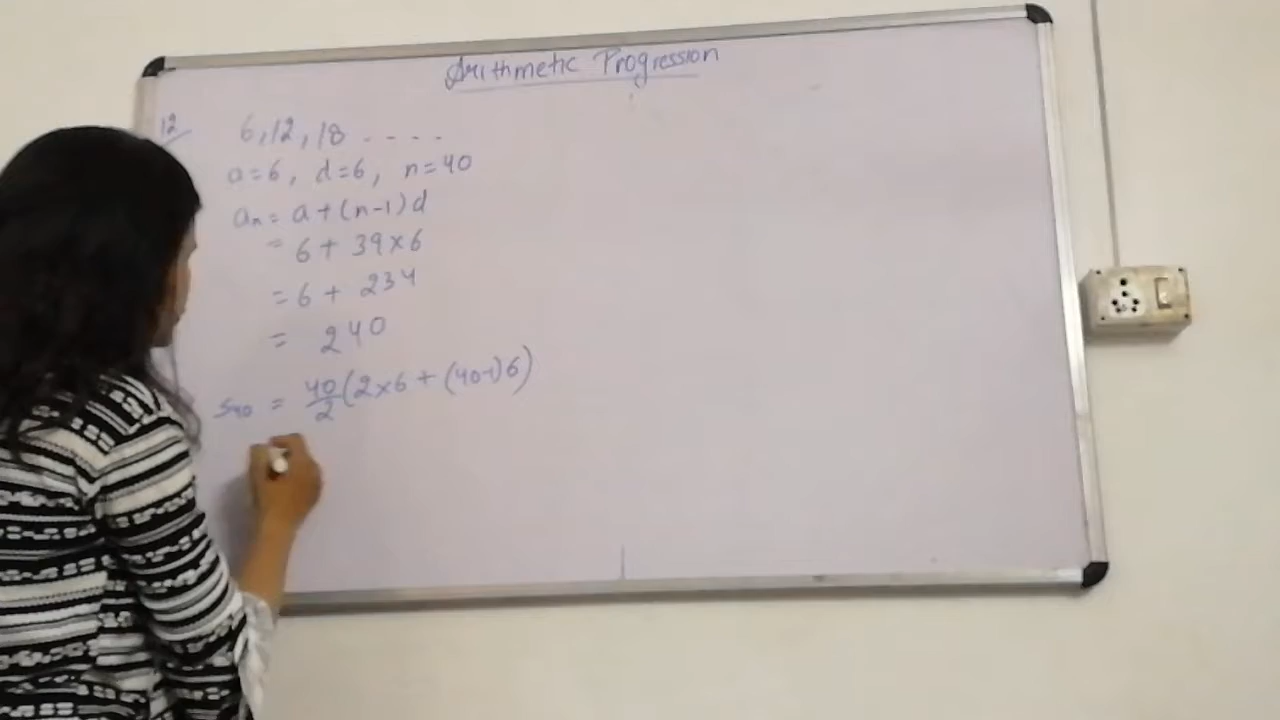 Arithmetic Progression
12
6, 12, 18 - - - -
a=6, d=6, n=40
aₙ = a+(n-1)d
= 6+ 39×6
= 6+ 234
= 240
S₄₀ = 40/2 (2×6 + (40-1)6)